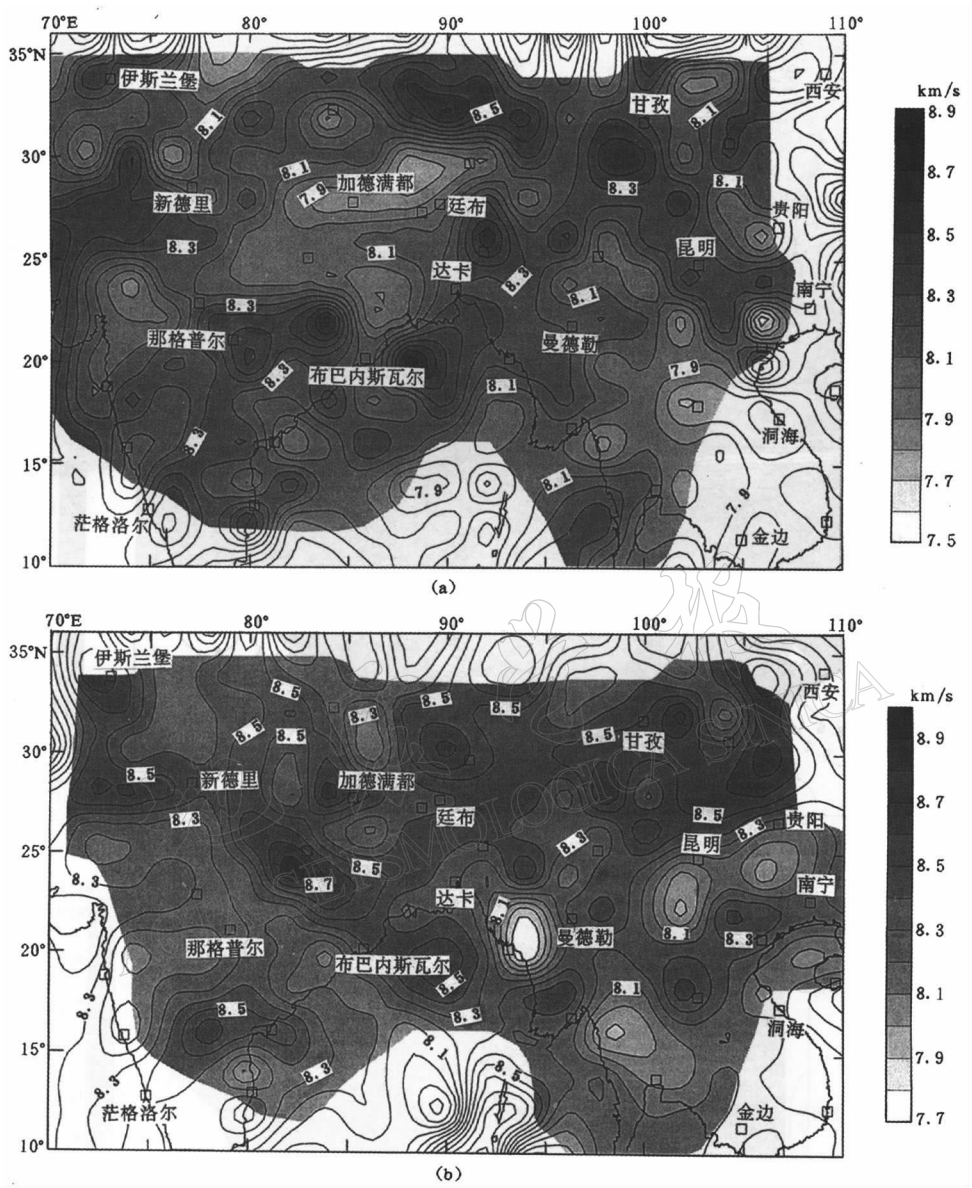 70°E 80° 90° 100° 110°
35°N
伊斯兰堡 西安
km/s
8.9
甘孜
8.1 8.5 8.1
8.7
30°
8.1 加德满都 8.3 8.1
7.9
新德里 廷布 贵阳
8.5
8.3 8.1 昆明
25°
达卡 8.3 南宁
8.3
8.3 8.1
那格普尔 曼德勒
8.1
20°
8.3 布巴内斯瓦尔 8.1 7.9
7.9
8.3 洞海
15°
7.9 8.1 7.9
7.7
茫格洛尔 金边
7.5
10°
(a)
70°E 80° 90° 100° 110°
35°N
伊斯兰堡 西安
km/s
8.5 8.3 8.5 8.5
8.9
8.5 8.5 8.5 甘孜
30°
8.5 新德里 加德满都
8.7
8.3 廷布 8.3 8.5 8.3 贵阳
昆明
8.5
25°
8.3 8.7 8.5 达卡 南宁
8.1
8.3
那格普尔 曼德勒 8.1 8.3
20°
布巴内斯瓦尔
8.5 8.1
8.1
8.3 8.5 8.3 洞海
15°
8.1
7.9
8.3 8.3 8.5
茫格洛尔 金边
7.7
10°
(b)
SEISMOLOGICA SINICA